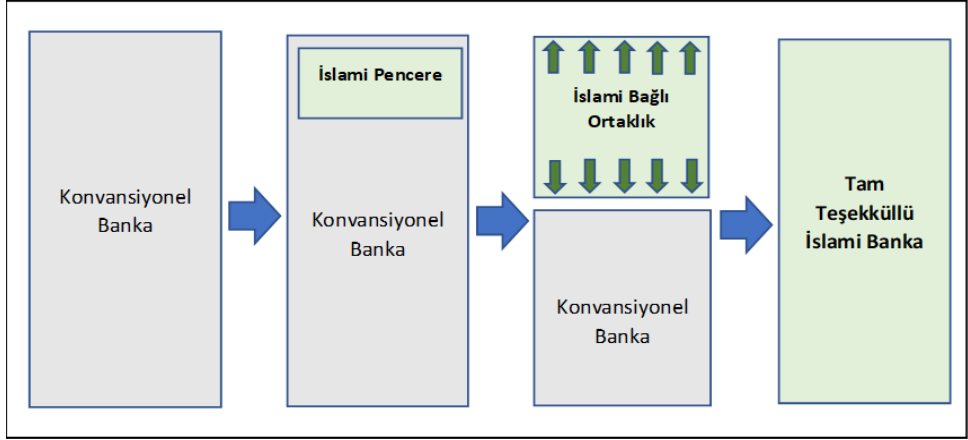 Konvansiyonel
Banka
İslami Pencere
Konvansiyonel
Banka
İslami Bağlı
Ortaklık
Konvansiyonel
Banka
Tam
Teşekküllü
İslami Banka